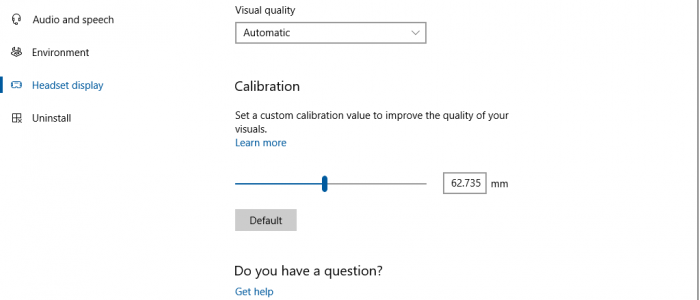 Visual quality
Audio and speech
Automatic
Environment
Headset display
Calibration
Uninstall
Set a custom calibration value to improve the quality of your
visuals.
Learn more
62.735 mm
Default
Do you have a question?
Get help